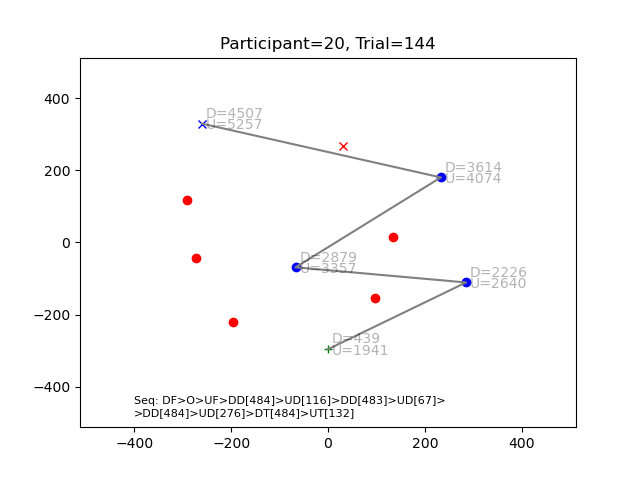 Participant=20, Trial=144
400
200
0
−200
−400
−400
−200
0
200
400
D=4507
U=5257
D=3614
U=4074
D=2879
U=3357
D=2226
U=2640
D=439
U=1941
Seq: DF>O>UF>DD[484]>UD[116]>DD[483]>UD[67]>
>DD[484]>UD[276]>DT[484]>UT[132]